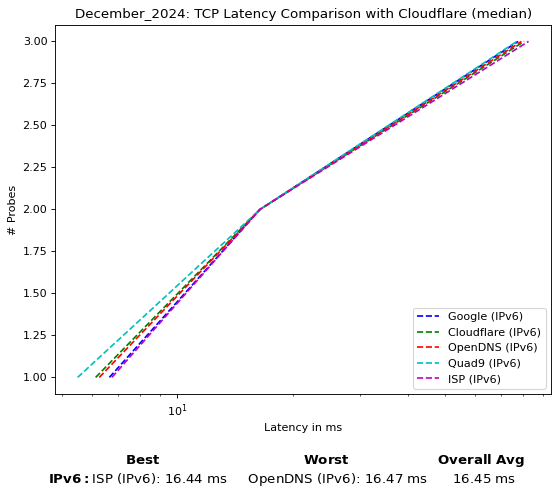 December_2024: TCP Latency Comparison with Cloudflare (median)
3.00
2.75
2.50
2.25
2.00
1.75
1.50
1.25
1.00
# Probes
Google (IPv6)
Cloudflare (IPv6)
OpenDNS (IPv6)
Quad9 (IPv6)
ISP (IPv6)
10¹
Latency in ms
Best Worst Overall Avg
IPv6: ISP (IPv6): 16.44 ms OpenDNS (IPv6): 16.47 ms 16.45 ms